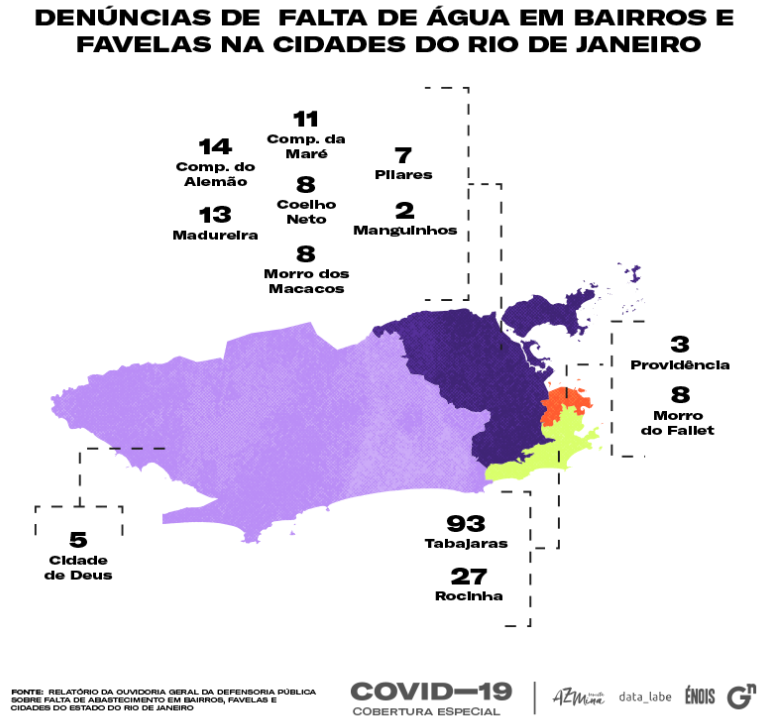 DENÚNCIAS DE FALTA DE ÁGUA EM BAIRROS E
FAVELAS NA CIDADES DO RIO DE JANEIRO
14
Comp. do
Alemão
13
Madureira
11
Comp. da
Maré
8
Coelho
Neto
8
Morro dos
Macacos
7
Pilares
2
Manguinhos
3
Providência
8
Morro
do Fallet
5
Cidade
de Deus
93
Tabajaras
27
Rocinha
FONTE: RELATÓRIO DA OUVIDORIA GERAL DA DEFENSORIA PÚBLICA
SOBRE FALTA DE ABASTECIMENTO EM BAIRROS, FAVELAS E
CIDADES DO ESTADO DO RIO DE JANEIRO
COVID—19
COBERTURA ESPECIAL
AZMina
data_labe
ÉNOIS
Gn